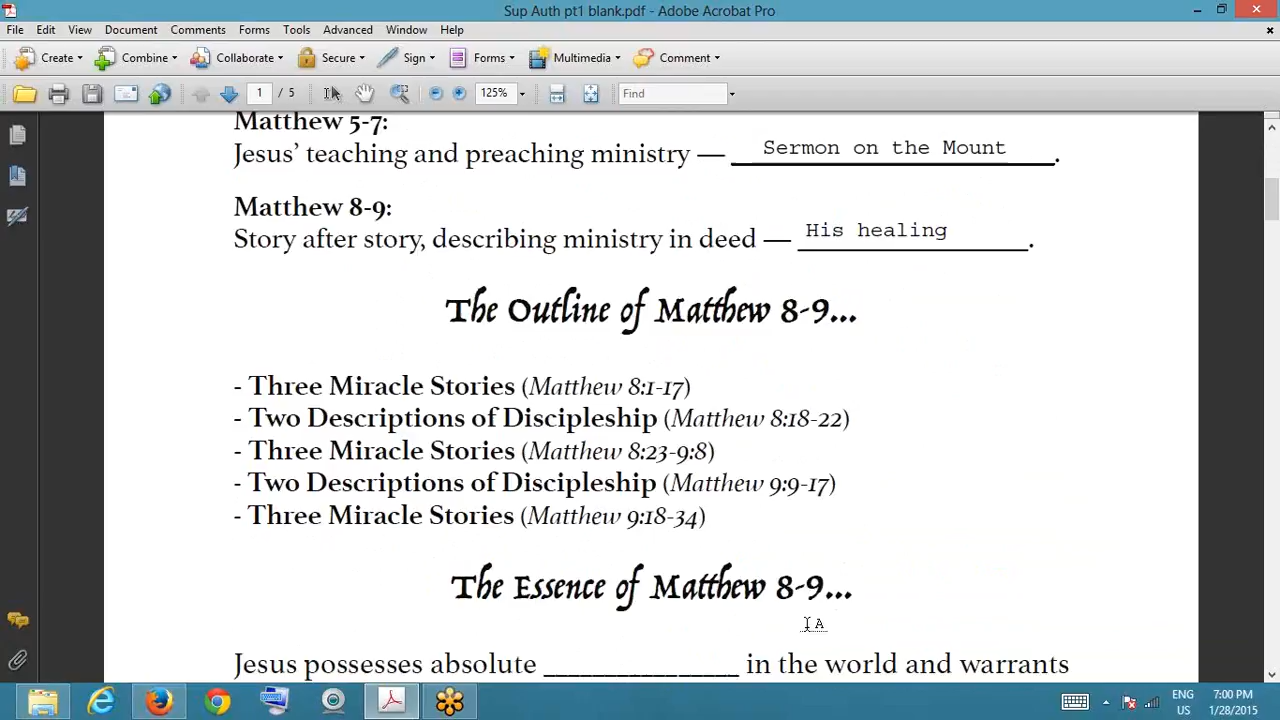 Sup Auth pt1 blank.pdf - Adobe Acrobat Pro
File Edit View Document Comments Forms Tools Advanced Window Help
Create Combine Collaborate Secure Sign Forms Multimedia Comment
1 / 5 125% Find
Matthew 5-7:
Jesus' teaching and preaching ministry — Sermon on the Mount.
Matthew 8-9:
Story after story, describing ministry in deed — His healing.
The Outline of Matthew 8-9...
- Three Miracle Stories (Matthew 8:1-17)
- Two Descriptions of Discipleship (Matthew 8:18-22)
- Three Miracle Stories (Matthew 8:23-9:8)
- Two Descriptions of Discipleship (Matthew 9:9-17)
- Three Miracle Stories (Matthew 9:18-34)
The Essence of Matthew 8-9...
Jesus possesses absolute ________________ in the world and warrants
ENG 7:00 PM
US 1/28/2015